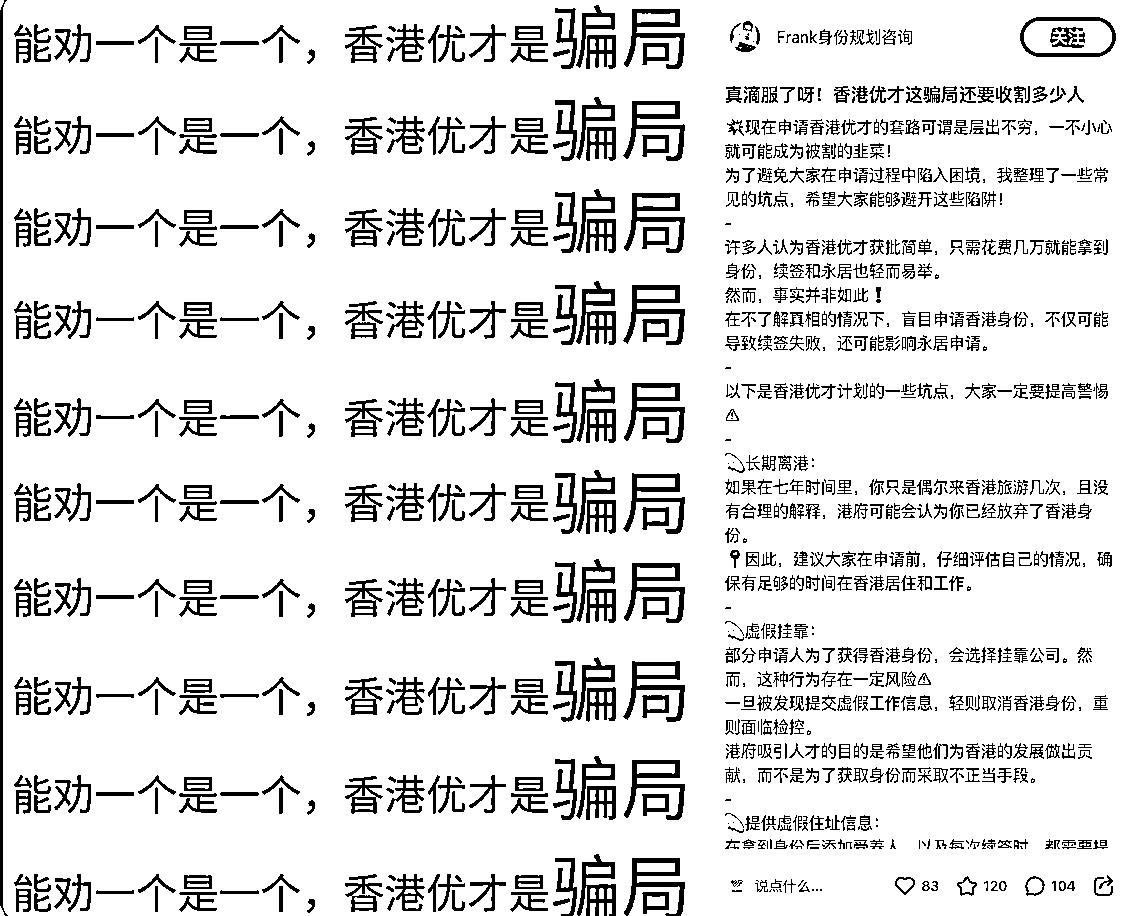 能劝一个是一个，香港优才是骗局
能劝一个是一个，香港优才是骗局
能劝一个是一个，香港优才是骗局
能劝一个是一个，香港优才是骗局
能劝一个是一个，香港优才是骗局
能劝一个是一个，香港优才是骗局
能劝一个是一个，香港优才是骗局
能劝一个是一个，香港优才是骗局
能劝一个是一个，香港优才是骗局
能劝一个是一个，香港优才是骗局
Frank身份规划咨询
关注
真滴服了呀！香港优才这骗局还要收割多少人
💥现在申请香港优才的套路可谓是层出不穷，一不小心
就可能成为被割的韭菜！
为了避免大家在申请过程中陷入困境，我整理了一些常
见的坑点，希望大家能够避开这些陷阱！
-
许多人认为香港优才获批简单，只需花费几万就能拿到
身份，续签和永居也轻而易举。
然而，事实并非如此❗
在不了解真相的情况下，盲目申请香港身份，不仅可能
导致续签失败，还可能影响永居申请。
-
以下是香港优才计划的一些坑点，大家一定要提高警惕
⚠
-
长期离港：
如果在七年时间里，你只是偶尔来香港旅游几次，且没
有合理的解释，港府可能会认为你已经放弃了香港身
份。
📍因此，建议大家在申请前，仔细评估自己的情况，确
保有足够的时间在香港居住和工作。
-
虚假挂靠：
部分申请人为了获得香港身份，会选择挂靠公司。然
而，这种行为存在一定风险⚠
一旦被发现提交虚假工作信息，轻则取消香港身份，重
则面临检控。
港府吸引人才的目的是希望他们为香港的发展做出贡
献，而不是为了获取身份而采取不正当手段。
-
提供虚假住址信息：
在拿到身份后添加受养人，以及每次续签时，都需要提
说点什么...
83
120
104